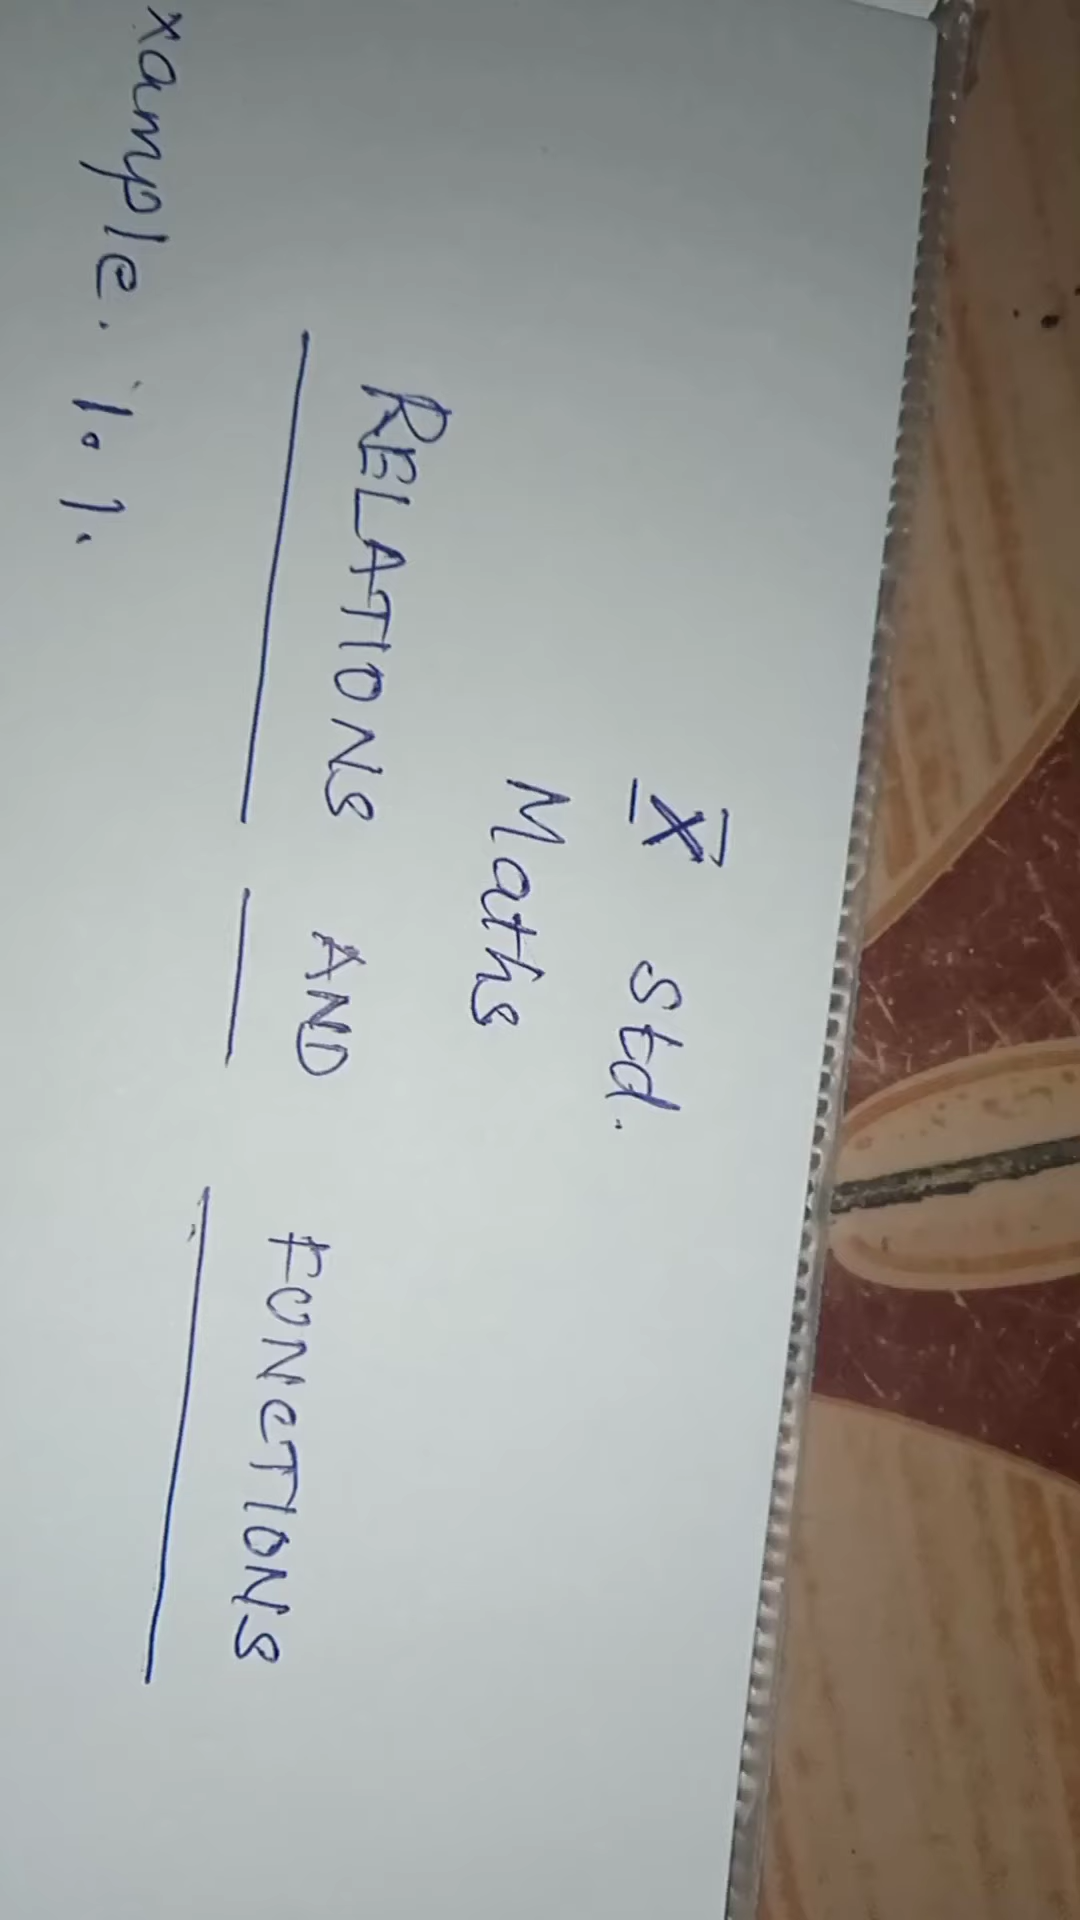 X Std.
Maths
RELATIONS AND FUNCTIONS
xample. 1.1.